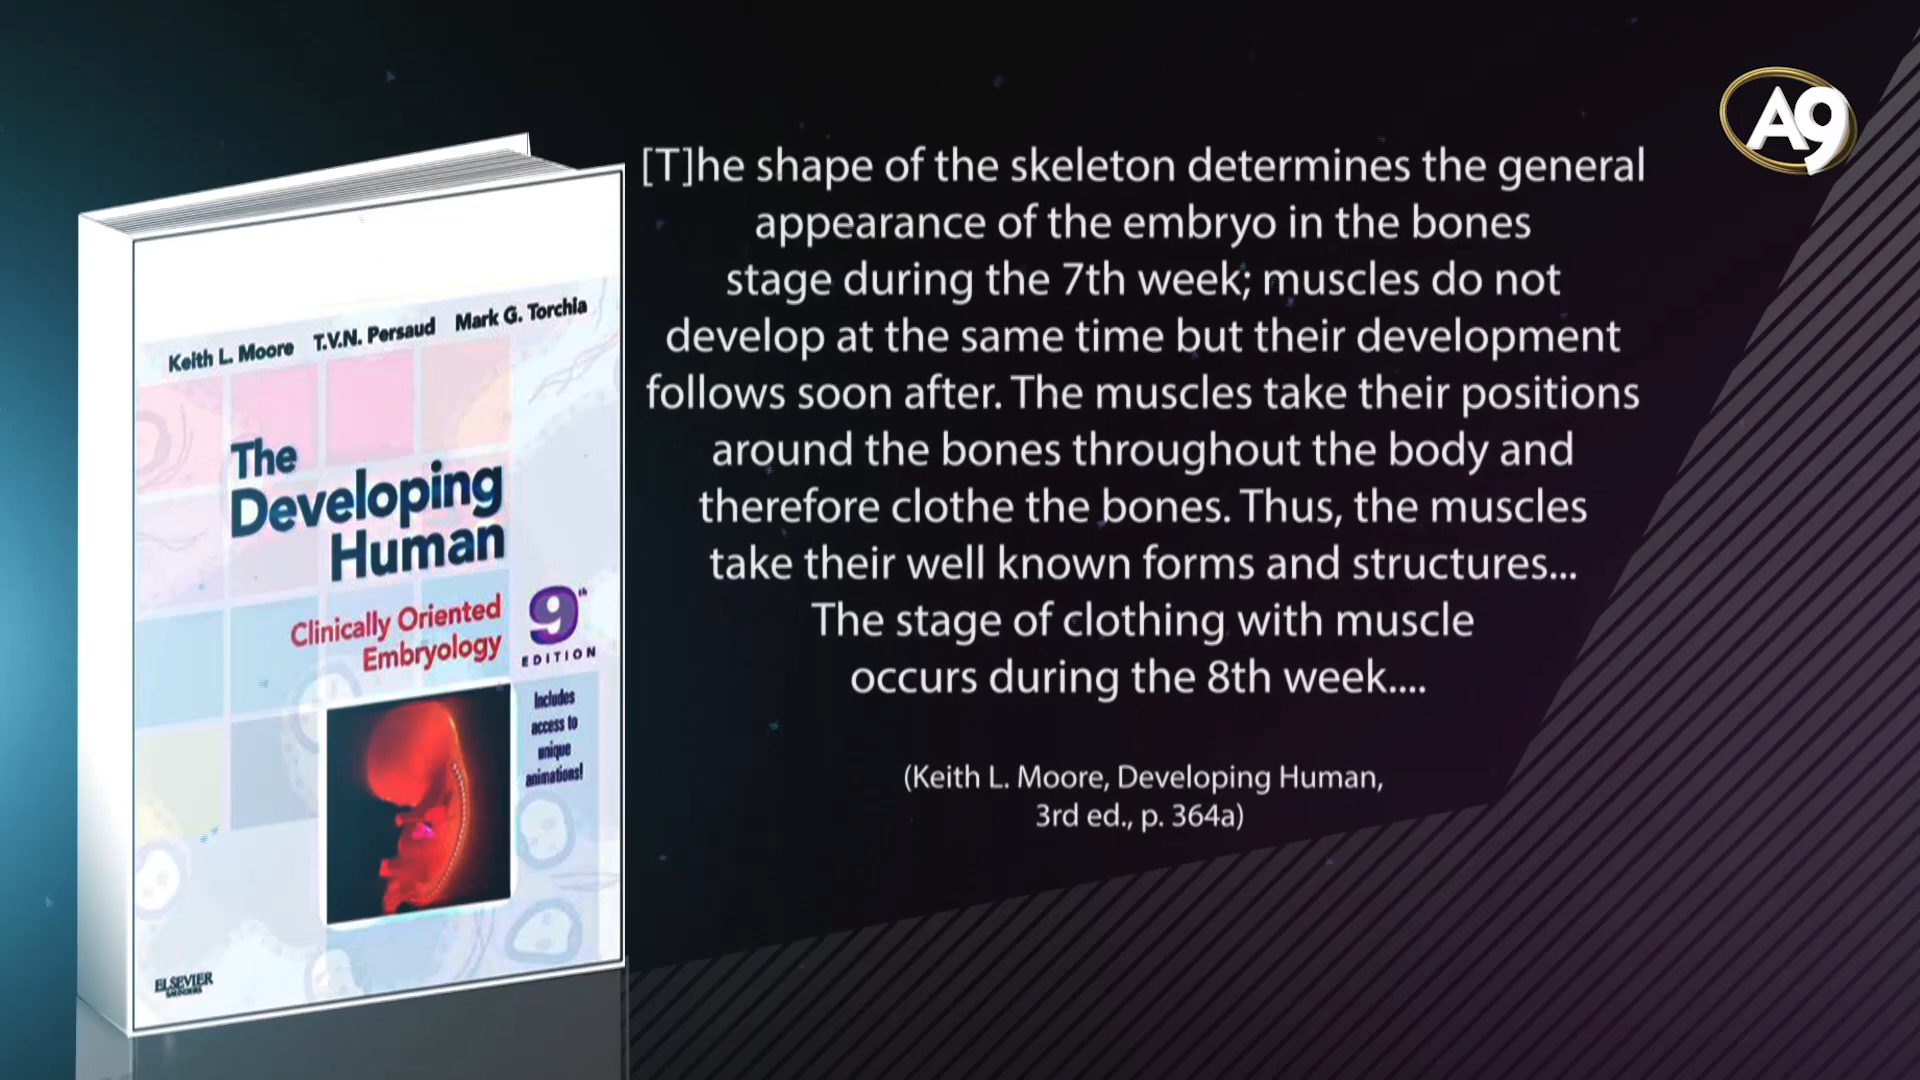 A9
[T]he shape of the skeleton determines the general
appearance of the embryo in the bones
stage during the 7th week; muscles do not
develop at the same time but their development
follows soon after. The muscles take their positions
around the bones throughout the body and
therefore clothe the bones. Thus, the muscles
take their well known forms and structures...
The stage of clothing with muscle
occurs during the 8th week....
(Keith L. Moore, Developing Human,
3rd ed., p. 364a)
Keith L. Moore T.V.N. Persaud Mark G. Torchia
The
Developing
Human
Clinically Oriented
Embryology
9th
EDITION
Includes
access to
unique
animations!
ELSEVIER
SAUNDERS